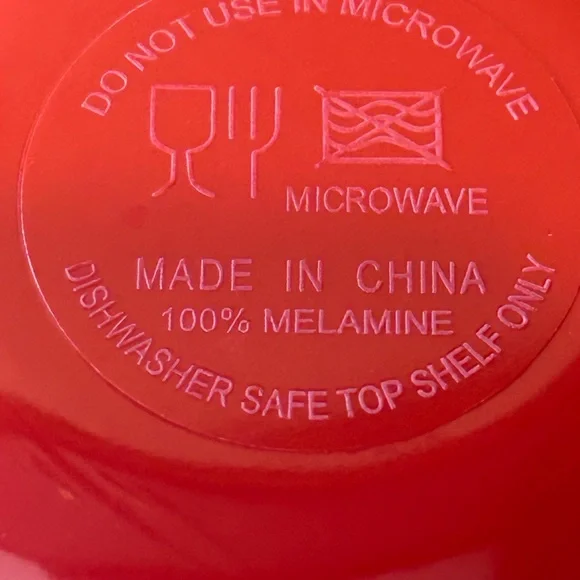 DO NOT USE IN MICROWAVE
MICROWAVE
MADE IN CHINA
100% MELAMINE
DISHWASHER SAFE TOP SHELF ONLY